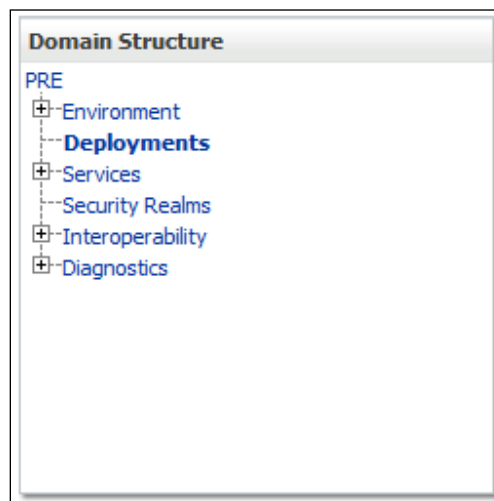 Domain Structure
PRE
Environment
Deployments
Services
Security Realms
Interoperability
Diagnostics